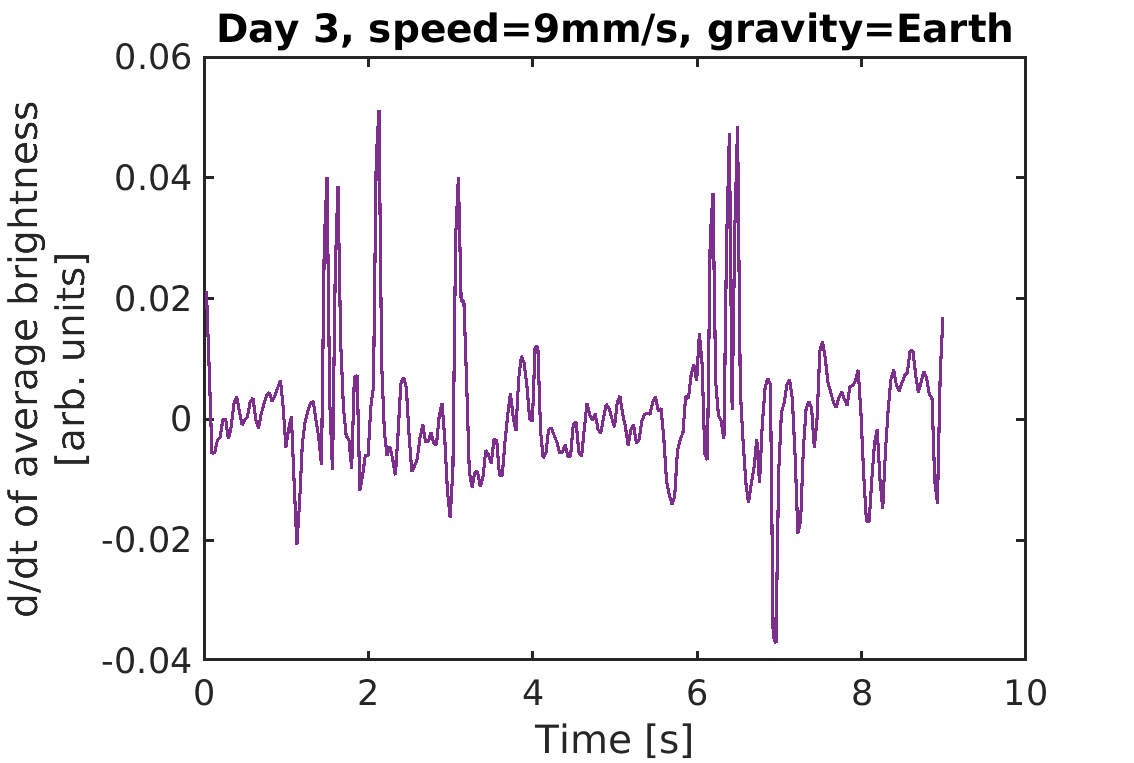 Day 3, speed=9mm/s, gravity=Earth
d/dt of average brightness
[arb. units]
0.06
0.04
0.02
0
-0.02
-0.04
0 2 4 6 8 10
Time [s]